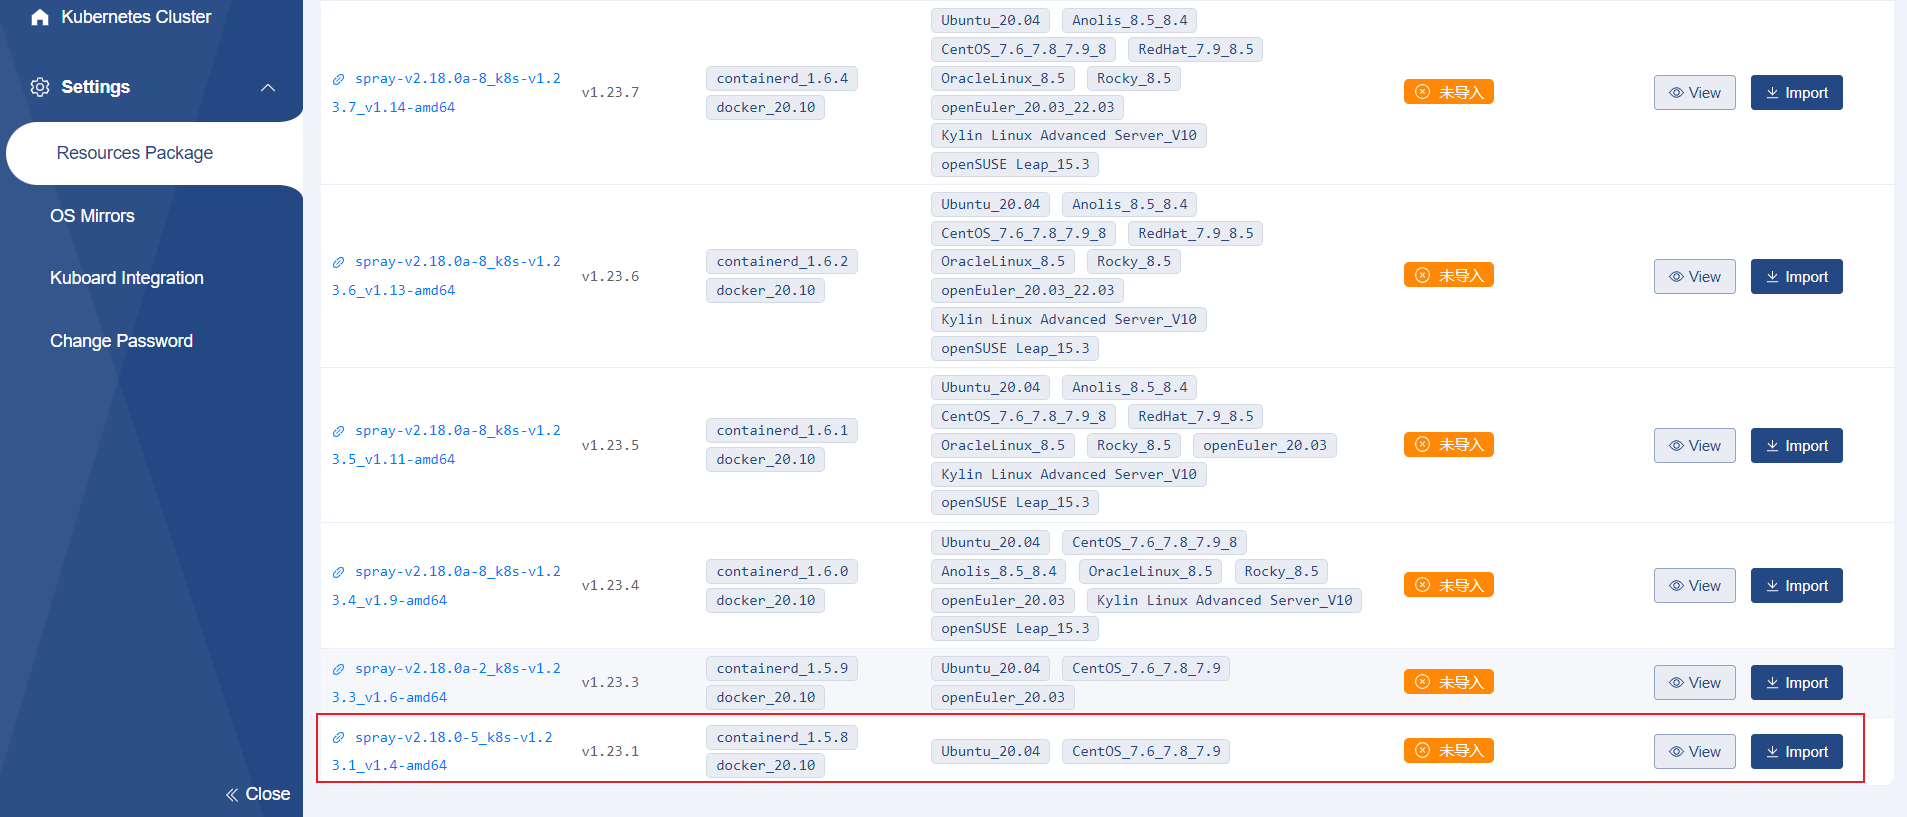 Kubernetes Cluster
Settings
Resources Package
OS Mirrors
Kuboard Integration
Change Password
Close
Ubuntu_20.04 Anolis_8.5_8.4
CentOS_7.6_7.8_7.9_8 RedHat_7.9_8.5
spray-v2.18.0a-8_k8s-v1.2 containerd_1.6.4 OracleLinux_8.5 Rocky_8.5
v1.23.7 未导入 View Import
3.7_v1.14-amd64 docker_20.10 openEuler_20.03_22.03
Kylin Linux Advanced Server_V10
openSUSE Leap_15.3
Ubuntu_20.04 Anolis_8.5_8.4
CentOS_7.6_7.8_7.9_8 RedHat_7.9_8.5
spray-v2.18.0a-8_k8s-v1.2 containerd_1.6.2 OracleLinux_8.5 Rocky_8.5
v1.23.6 未导入 View Import
3.6_v1.13-amd64 docker_20.10 openEuler_20.03_22.03
Kylin Linux Advanced Server_V10
openSUSE Leap_15.3
Ubuntu_20.04 Anolis_8.5_8.4
CentOS_7.6_7.8_7.9_8 RedHat_7.9_8.5
spray-v2.18.0a-8_k8s-v1.2 containerd_1.6.1
v1.23.5 OracleLinux_8.5 Rocky_8.5 openEuler_20.03 未导入 View Import
3.5_v1.11-amd64 docker_20.10
Kylin Linux Advanced Server_V10
openSUSE Leap_15.3
Ubuntu_20.04 CentOS_7.6_7.8_7.9_8
spray-v2.18.0a-8_k8s-v1.2 containerd_1.6.0 Anolis_8.5_8.4 OracleLinux_8.5 Rocky_8.5
v1.23.4 未导入 View Import
3.4_v1.9-amd64 docker_20.10 openEuler_20.03 Kylin Linux Advanced Server_V10
openSUSE Leap_15.3
spray-v2.18.0a-2_k8s-v1.2 containerd_1.5.9 Ubuntu_20.04 CentOS_7.6_7.8_7.9
v1.23.3 未导入 View Import
3.3_v1.6-amd64 docker_20.10 openEuler_20.03
spray-v2.18.0-5_k8s-v1.2 containerd_1.5.8
v1.23.1 Ubuntu_20.04 CentOS_7.6_7.8_7.9 未导入 View Import
3.1_v1.4-amd64 docker_20.10